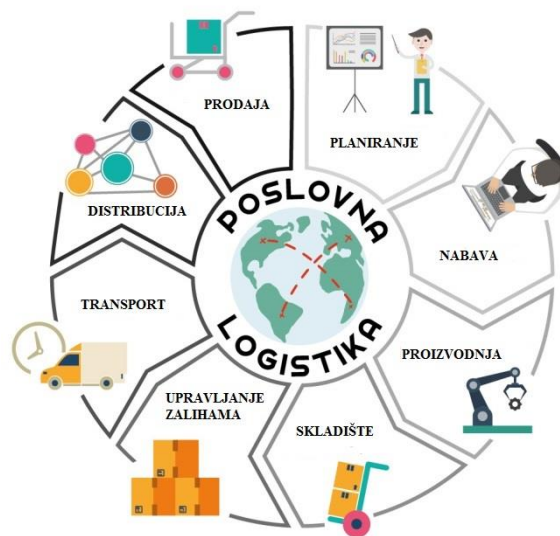 PRODAJA
PLANIRANJE
DISTRIBUCIJA
POSLOVNA
NABAVA
TRANSPORT
LOGISTIKA
PROIZVODNJA
UPRAVLJANJE
ZALIHAMA
SKLADIŠTE